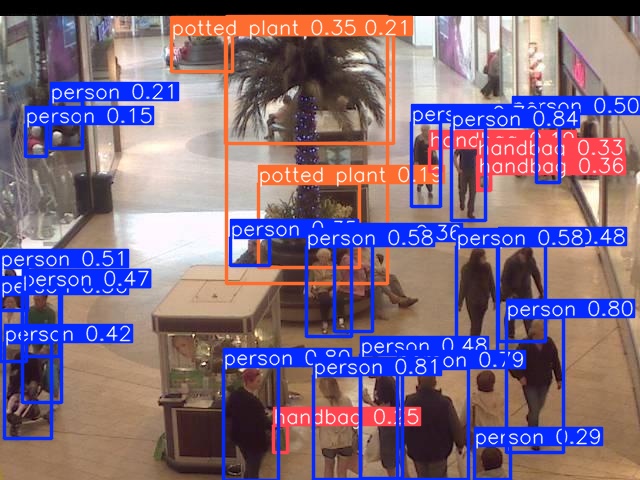 potted plant 0.35 0.21
person 0.21
person 0.15
person 0.50
person 0.84
handbag 0.33
handbag 0.36
potted plant 0.13
person 0.58
person 0.58 0.48
person 0.51
person 0.47
person 0.80
person 0.42
person 0.48
person 0.80
person 0.81
0.79
handbag 0.25
person 0.29